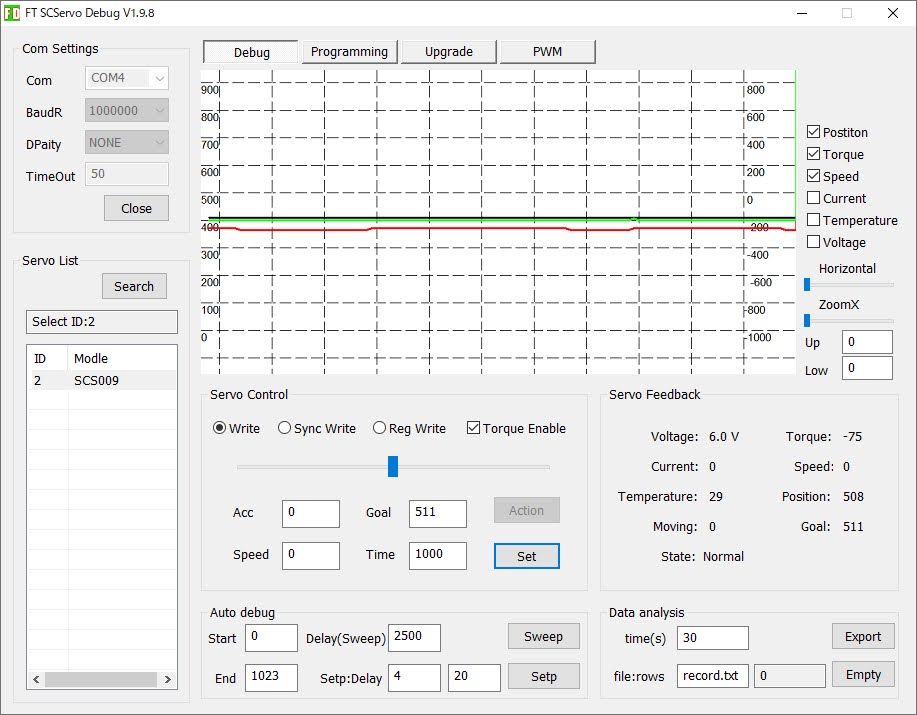 FD FT SCServo Debug V1.9.8
Com Settings
Com COM4
BaudR 1000000
DPaity NONE
TimeOut 50
Close
Servo List
Search
Select ID:2
ID Modle
2 SCS009
Debug Programming Upgrade PWM
900 800
800 600
700 400
600 200
500 0
400 -200
300 -400
200 -600
100 -800
0 -1000
Postiton
Torque
Speed
Current
Temperature
Voltage
Horizontal
ZoomX
Up 0
Low 0
Servo Control
Write Sync Write Reg Write Torque Enable
Acc 0 Goal 511 Action
Speed 0 Time 1000 Set
Servo Feedback
Voltage: 6.0 V Torque: -75
Current: 0 Speed: 0
Temperature: 29 Position: 508
Moving: 0 Goal: 511
State: Normal
Auto debug
Start 0 Delay(Sweep) 2500 Sweep
End 1023 Setp:Delay 4 20 Setp
Data analysis
time(s) 30 Export
file:rows record.txt 0 Empty